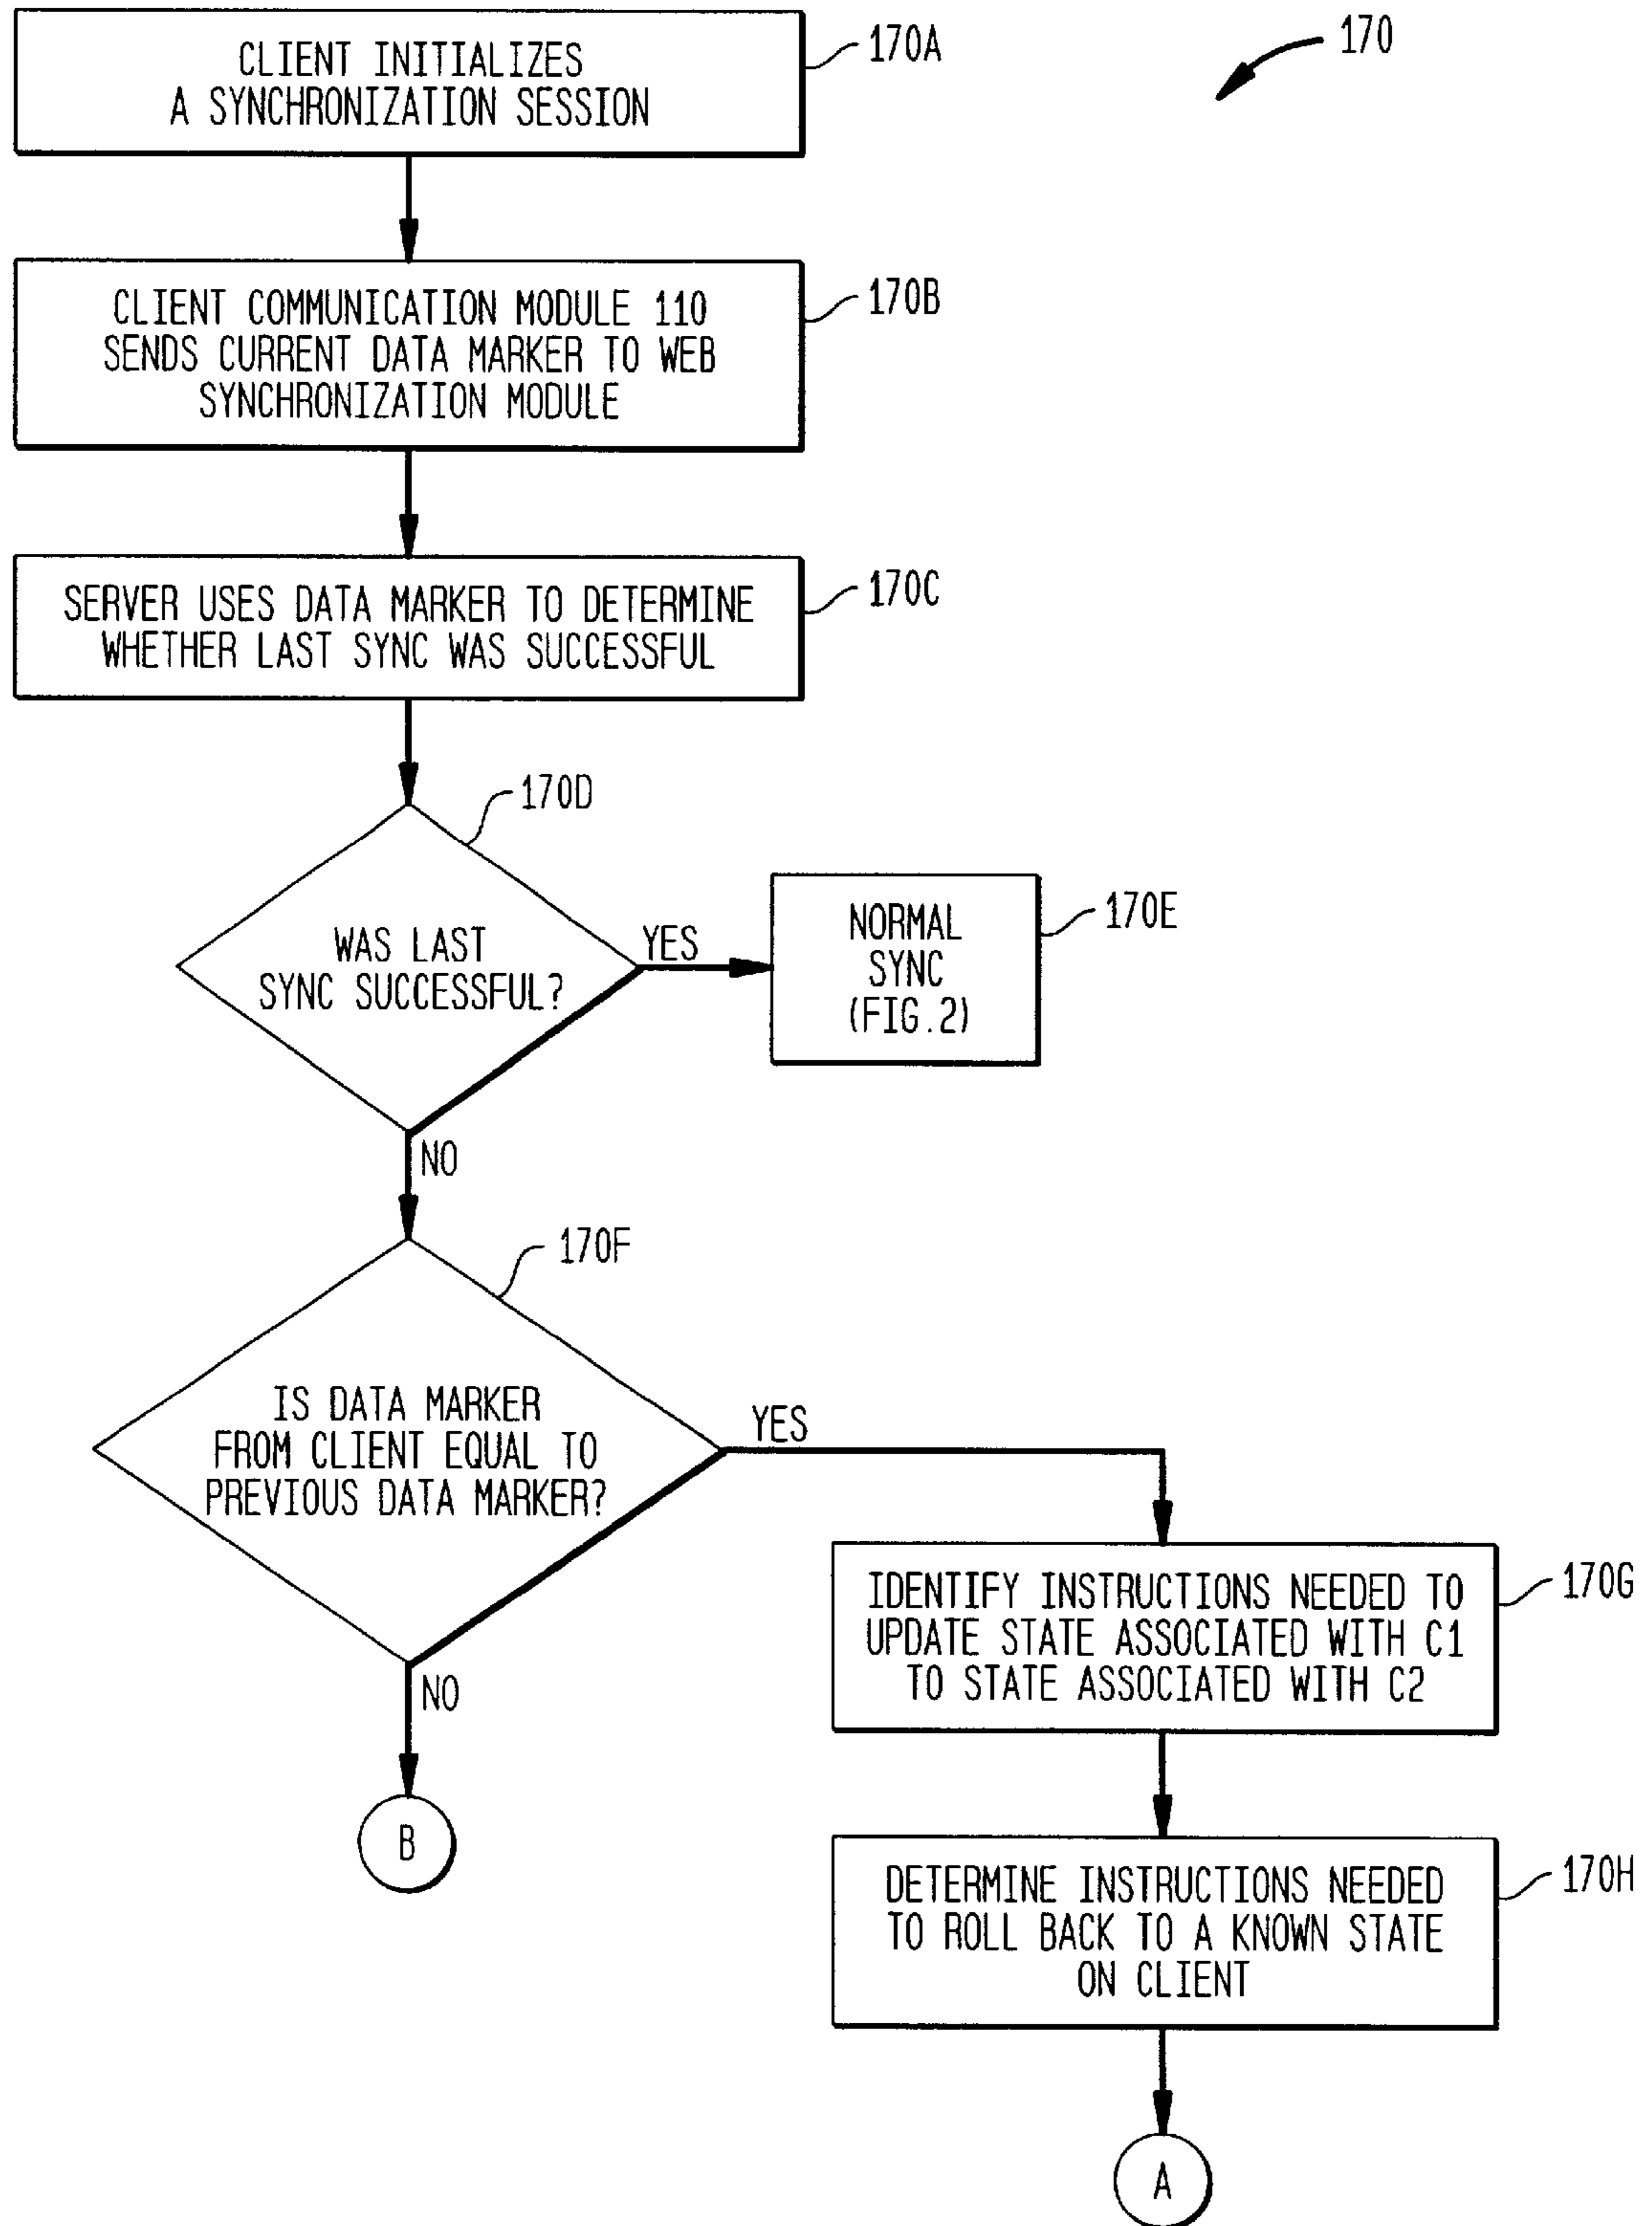 170
CLIENT INITIALIZES
A SYNCHRONIZATION SESSION
170A
CLIENT COMMUNICATION MODULE 110
SENDS CURRENT DATA MARKER TO WEB
SYNCHRONIZATION MODULE
170B
SERVER USES DATA MARKER TO DETERMINE
WHETHER LAST SYNC WAS SUCCESSFUL
170C
170D
WAS LAST
SYNC SUCCESSFUL?
YES
NORMAL
SYNC
(FIG.2)
170E
NO
170F
IS DATA MARKER
FROM CLIENT EQUAL TO
PREVIOUS DATA MARKER?
YES
NO
B
IDENTIFY INSTRUCTIONS NEEDED TO
UPDATE STATE ASSOCIATED WITH C1
TO STATE ASSOCIATED WITH C2
170G
DETERMINE INSTRUCTIONS NEEDED
TO ROLL BACK TO A KNOWN STATE
ON CLIENT
170H
A